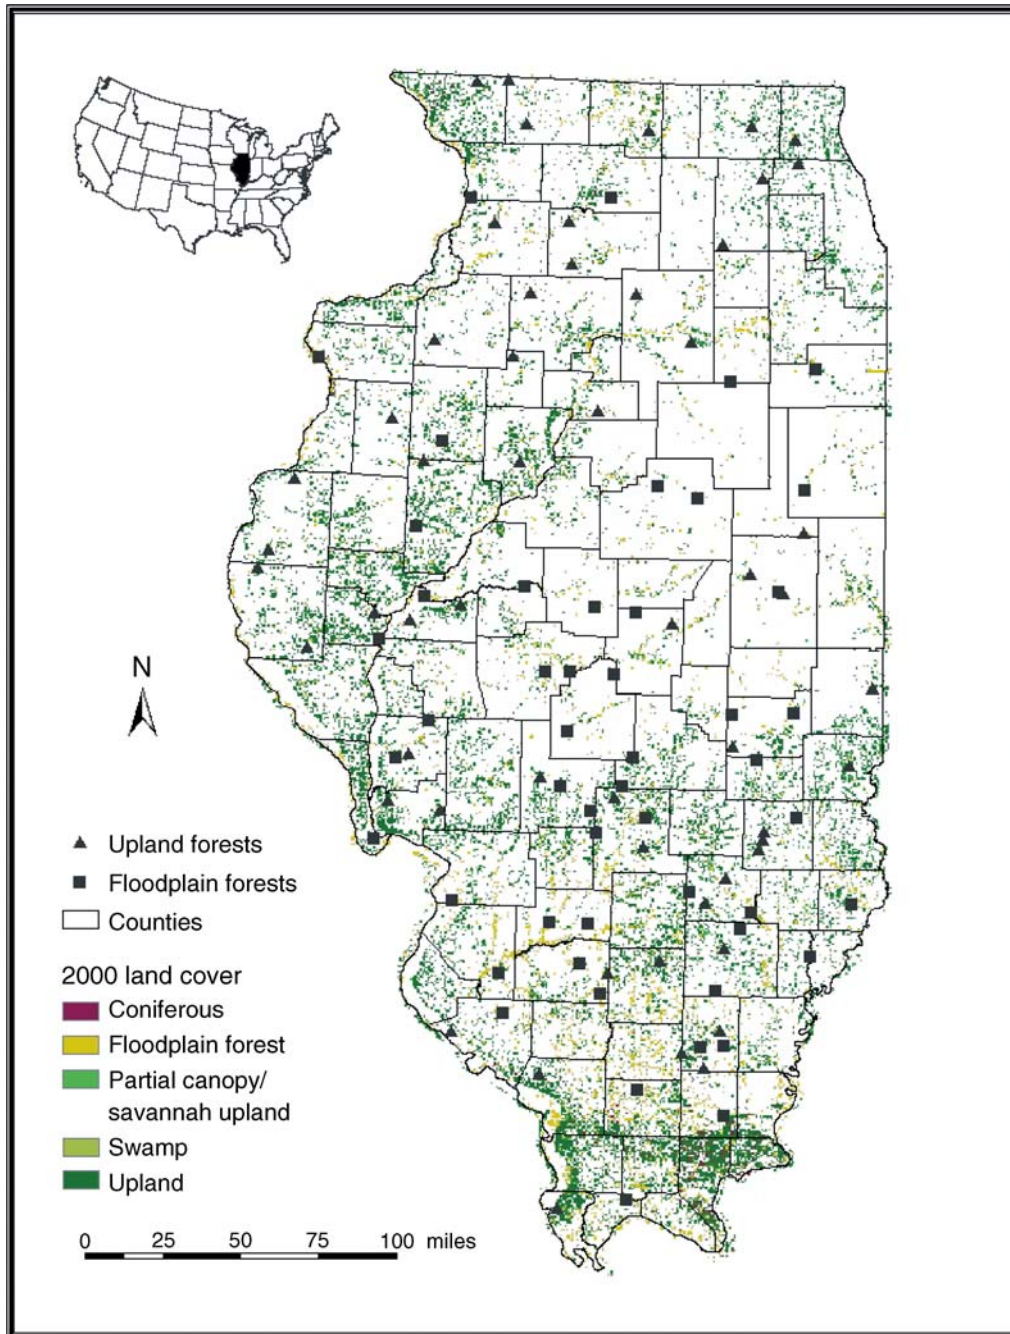 N
Upland forests
Floodplain forests
Counties
2000 land cover
Coniferous
Floodplain forest
Partial canopy/
savannah upland
Swamp
Upland
0 25 50 75 100 miles